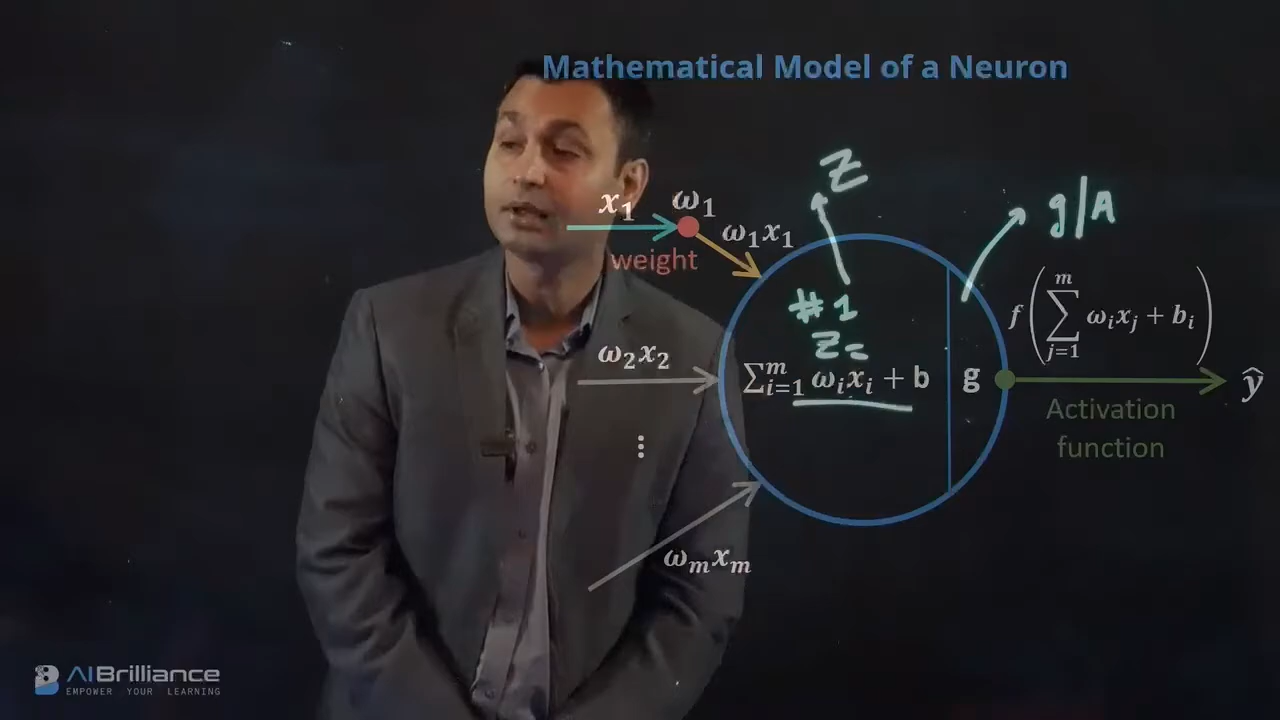 Mathematical Model of a Neuron
Z
g/A
x₁
ω₁
weight
ω₁x₁
#1
Z=
∑ᵢ₌₁ᵐ ωᵢxᵢ + b
g
f(∑ⱼ₌₁ᵐ ωᵢxⱼ + bᵢ)
ŷ
Activation
function
ω₂x₂
⋮
ωₘxₘ
AIBrilliance
EMPOWER YOUR LEARNING